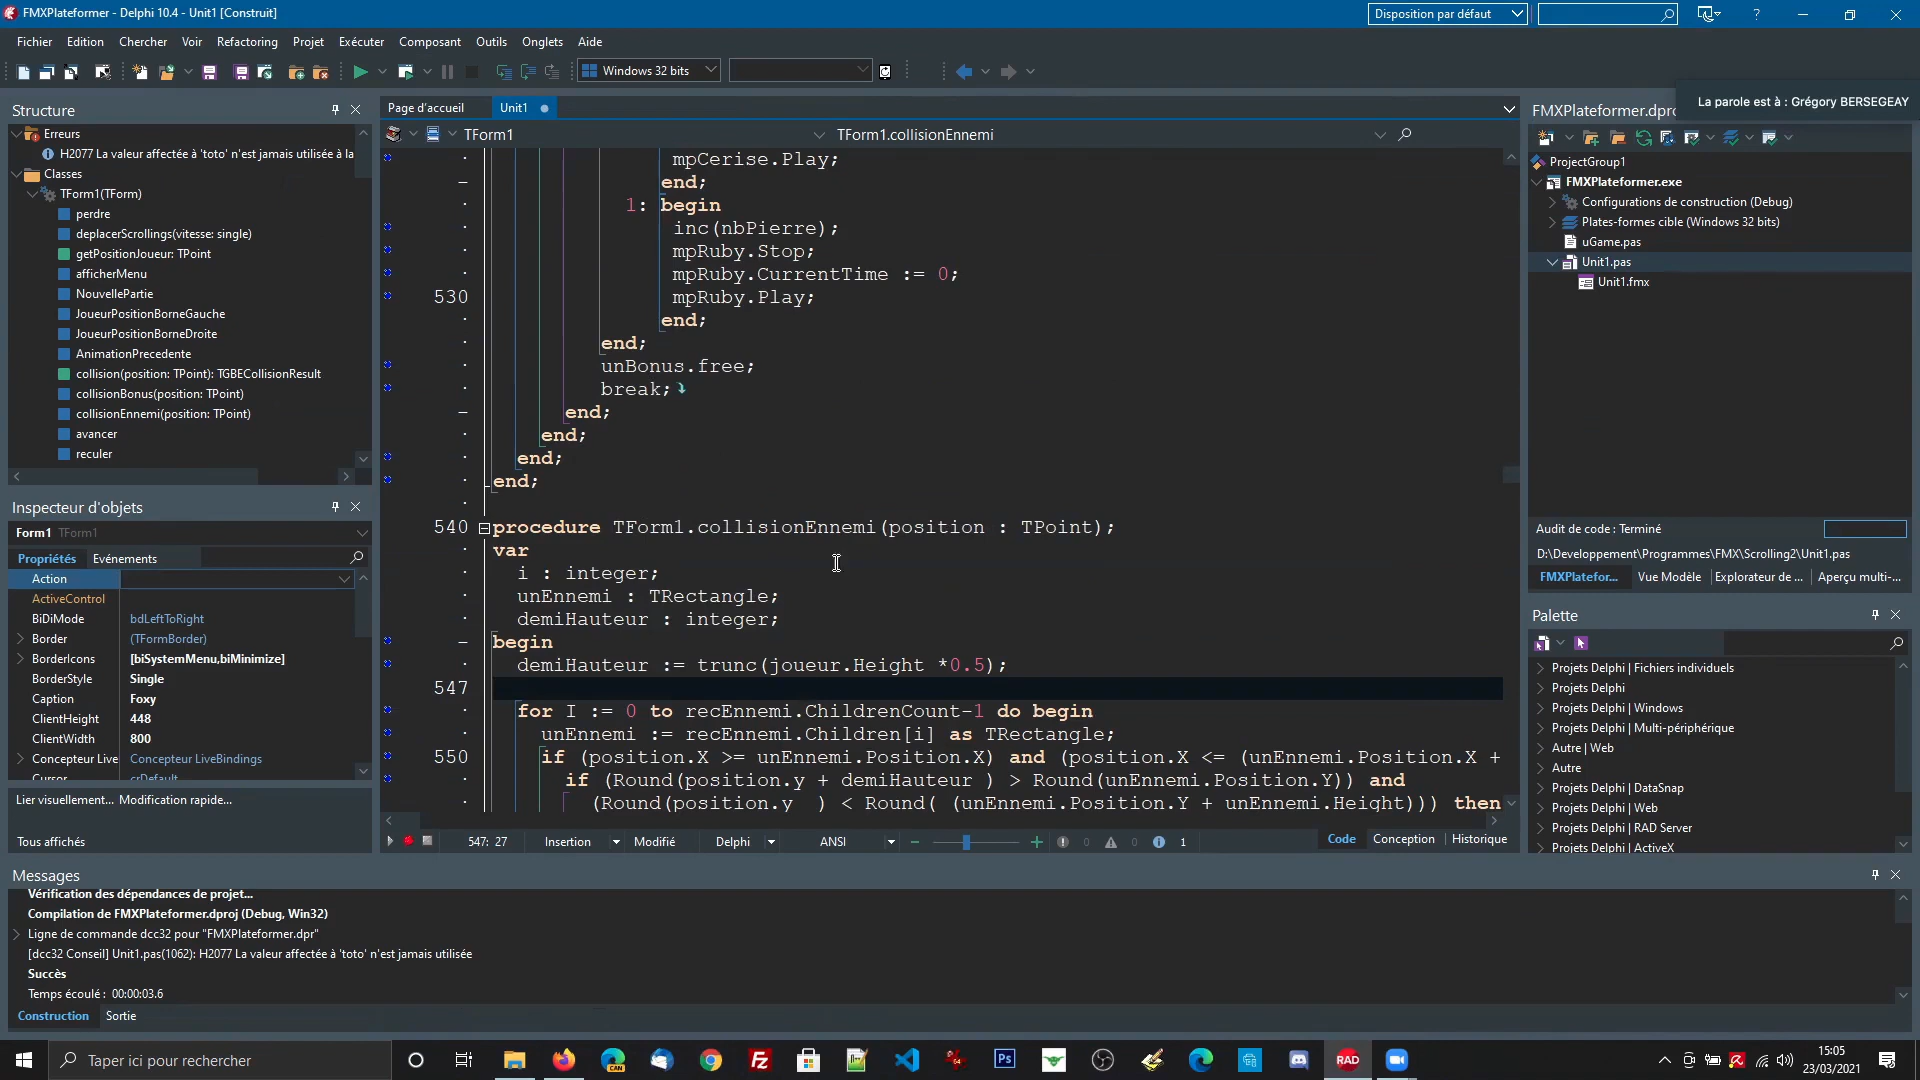 FMXPlateformer - Delphi 10.4 - Unit1 [Construit]
Disposition par défaut
Fichier Edition Chercher Voir Refactoring Projet Exécuter Composant Outils Onglets Aide
Windows 32 bits
La parole est à : Grégory BERSEGEAY
Structure
Erreurs
H2077 La valeur affectée à 'toto' n'est jamais utilisée à la
Classes
TForm1(TForm)
perdre
deplacerScrollings(vitesse: single)
getPositionJoueur: TPoint
afficherMenu
NouvellePartie
JoueurPositionBorneGauche
JoueurPositionBorneDroite
AnimationPrecedente
collision(position: TPoint): TGBECollisionResult
collisionBonus(position: TPoint)
collisionEnnemi(position: TPoint)
avancer
reculer
Inspecteur d'objets
Form1 TForm1
Propriétés Evénements
Action
ActiveControl
BiDiMode bdLeftToRight
Border (TFormBorder)
BorderIcons [biSystemMenu,biMinimize]
BorderStyle Single
Caption Foxy
ClientHeight 448
ClientWidth 800
Concepteur Live Concepteur LiveBindings
Cursor crDefault
Lier visuellement... Modification rapide...
Tous affichés
Page d'accueil Unit1
TForm1 TForm1.collisionEnnemi
mpCerise.Play;
end;
1: begin
inc(nbPierre);
mpRuby.Stop;
mpRuby.CurrentTime := 0;
530 mpRuby.Play;
end;
end;
unBonus.free;
break;
end;
end;
end;
end;
540 procedure TForm1.collisionEnnemi(position : TPoint);
var
i : integer;
unEnnemi : TRectangle;
demiHauteur : integer;
begin
demiHauteur := trunc(joueur.Height *0.5);
547
for I := 0 to recEnnemi.ChildrenCount-1 do begin
unEnnemi := recEnnemi.Children[i] as TRectangle;
550 if (position.X >= unEnnemi.Position.X) and (position.X <= (unEnnemi.Position.X +
if (Round(position.y + demiHauteur ) > Round(unEnnemi.Position.Y)) and
(Round(position.y  ) < Round( (unEnnemi.Position.Y + unEnnemi.Height))) then
547: 27 Insertion Modifié Delphi ANSI 0 0 1 Code Conception Historique
FMXPlateformer.dpro
ProjectGroup1
FMXPlateformer.exe
Configurations de construction (Debug)
Plates-formes cible (Windows 32 bits)
uGame.pas
Unit1.pas
Unit1.fmx
Audit de code : Terminé
D:\Developpement\Programmes\FMX\Scrolling2\Unit1.pas
FMXPlatefor... Vue Modèle Explorateur de ... Aperçu multi-...
Palette
Projets Delphi | Fichiers individuels
Projets Delphi
Projets Delphi | Windows
Projets Delphi | Multi-périphérique
Autre | Web
Autre
Projets Delphi | DataSnap
Projets Delphi | Web
Projets Delphi | RAD Server
Projets Delphi | ActiveX
Messages
Vérification des dépendances de projet...
Compilation de FMXPlateformer.dproj (Debug, Win32)
Ligne de commande dcc32 pour "FMXPlateformer.dpr"
[dcc32 Conseil] Unit1.pas(1062): H2077 La valeur affectée à 'toto' n'est jamais utilisée
Succès
Temps écoulé : 00:00:03.6
Construction Sortie
Taper ici pour rechercher
CAN
Fz
64
Ps
RAD
15:05
23/03/2021